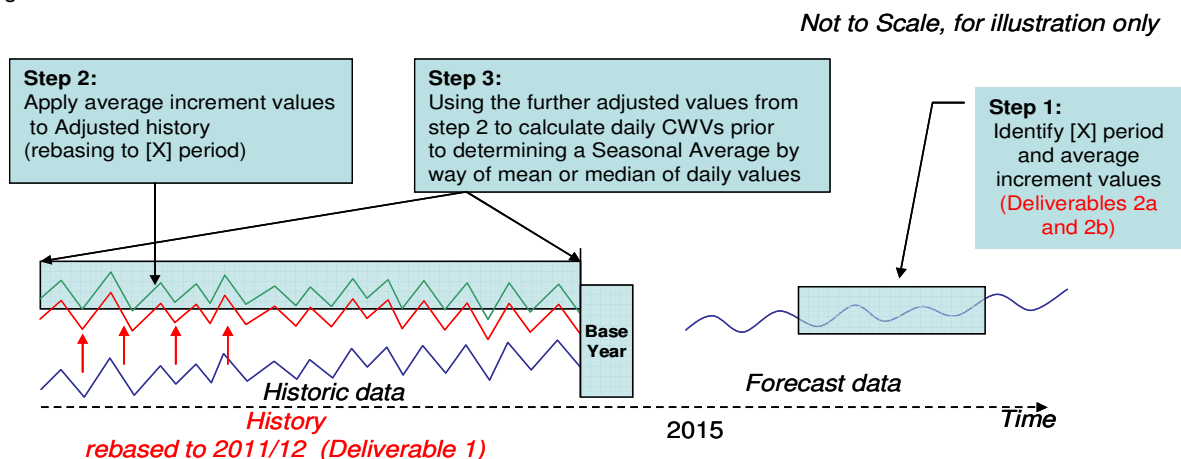 Not to Scale, for illustration only
Step 2:
Apply average increment values
to Adjusted history
(rebasing to [X] period)
Step 3:
Using the further adjusted values from
step 2 to calculate daily CWVs prior
to determining a Seasonal Average by
way of mean or median of daily values
Step 1:
Identify [X] period
and average
increment values
(Deliverables 2a
and 2b)
Base
Year
Historic data
Forecast data
History
rebased to 2011/12 (Deliverable 1)
2015
Time